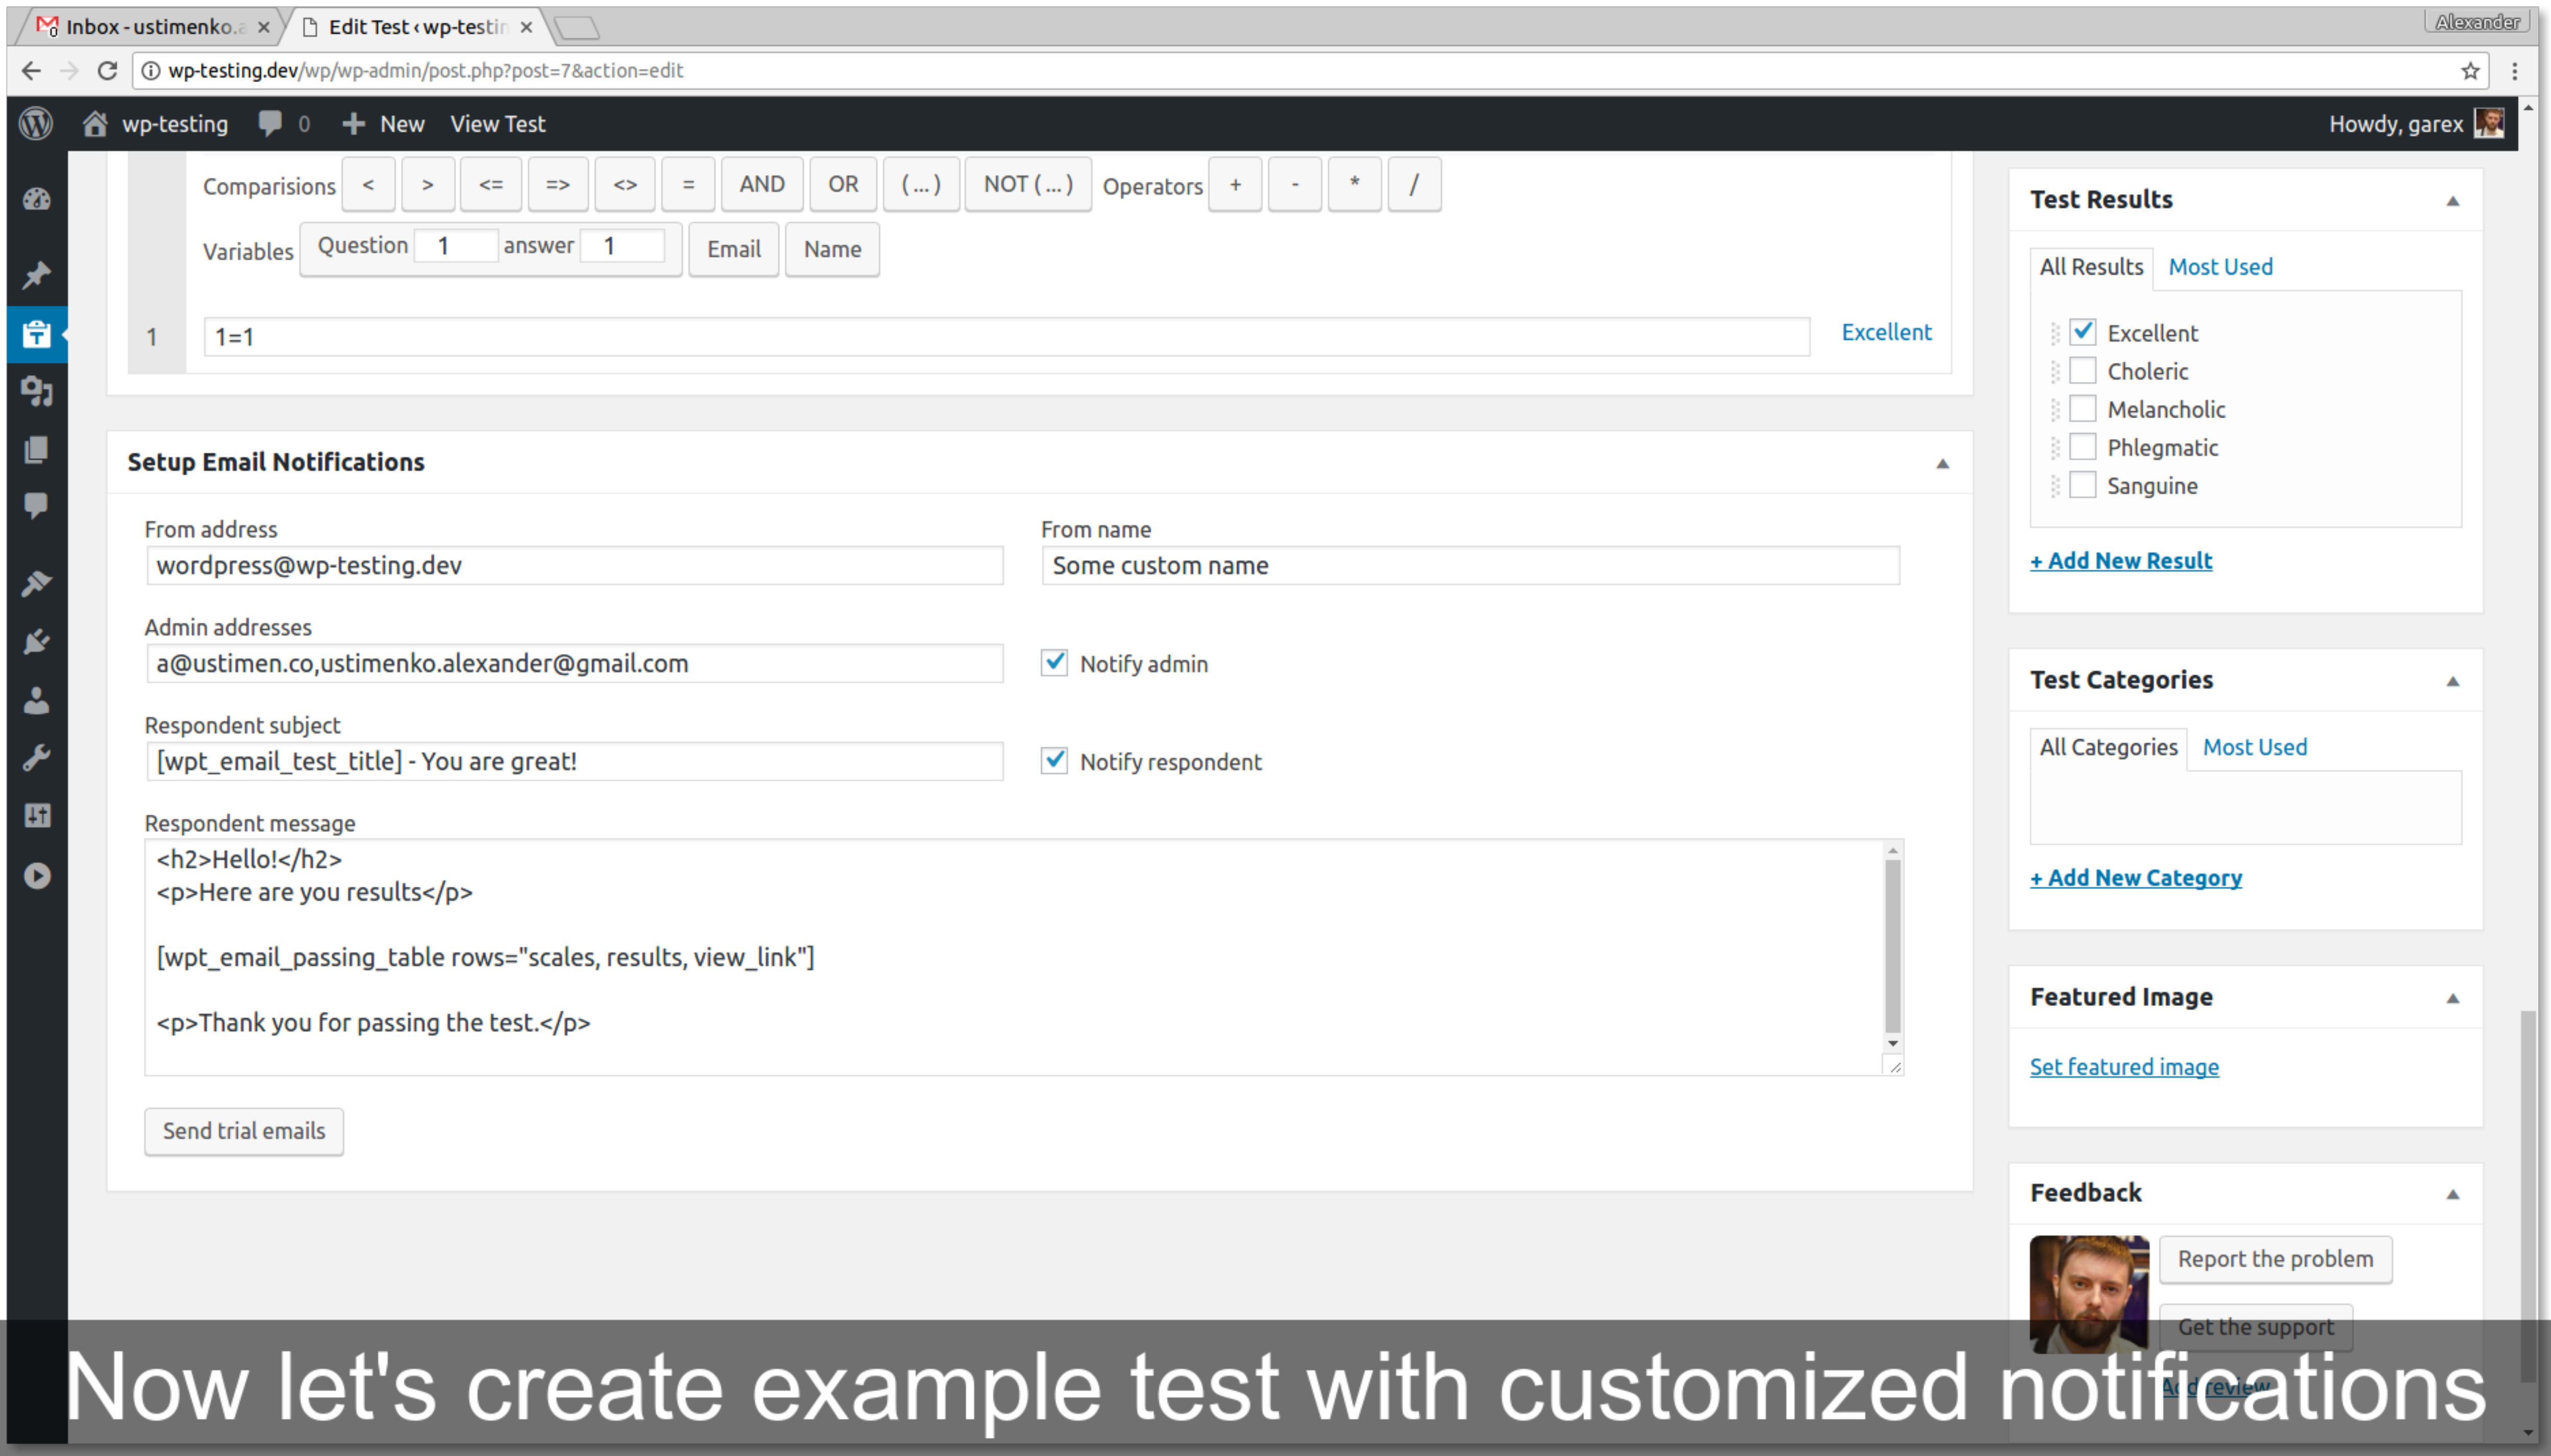 Inbox - ustimenko.a
Edit Test ‹ wp-testin
Alexander
wp-testing.dev/wp/wp-admin/post.php?post=7&action=edit
wp-testing 0 New View Test
Howdy, garex
Comparisions < > <= => <> = AND OR (...) NOT (...) Operators + - * /
Variables Question 1 answer 1 Email Name
1 1=1 Excellent
Setup Email Notifications
From address
From name
wordpress@wp-testing.dev
Some custom name
Admin addresses
a@ustimen.co,ustimenko.alexander@gmail.com
Notify admin
Respondent subject
[wpt_email_test_title] - You are great!
Notify respondent
Respondent message
<h2>Hello!</h2>
<p>Here are you results</p>
[wpt_email_passing_table rows="scales, results, view_link"]
<p>Thank you for passing the test.</p>
Send trial emails
Test Results
All Results Most Used
Excellent
Choleric
Melancholic
Phlegmatic
Sanguine
+ Add New Result
Test Categories
All Categories Most Used
+ Add New Category
Featured Image
Set featured image
Feedback
Report the problem
Get the support
Add review
Now let's create example test with customized notifications